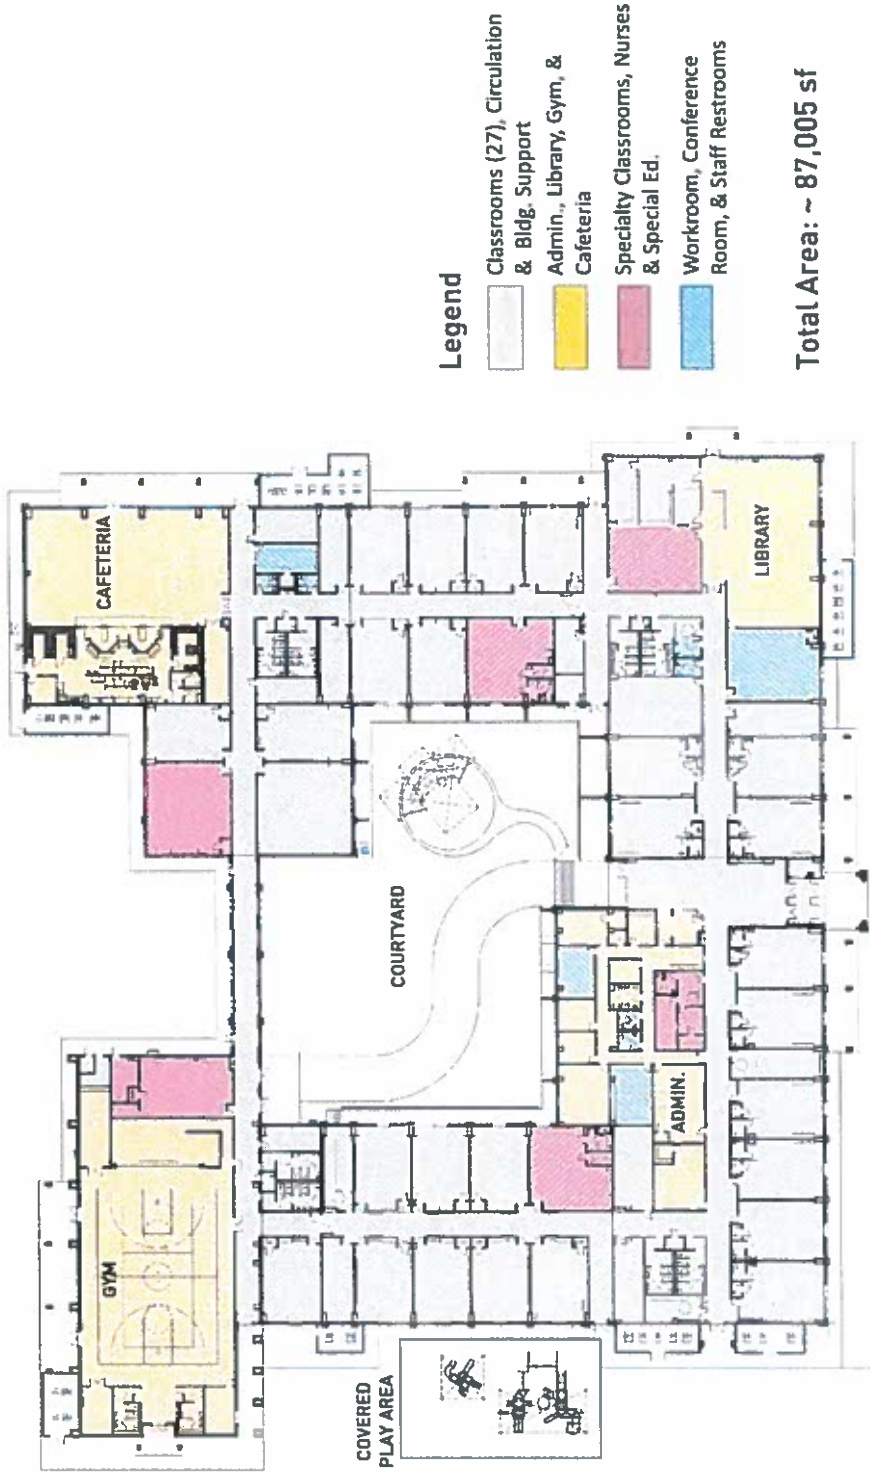 GYM
CAFETERIA
COURTYARD
COVERED
PLAY AREA
ADMIN.
LIBRARY
Legend
Classrooms (27), Circulation
& Bldg. Support
Admin., Library, Gym, &
Cafeteria
Specialty Classrooms, Nurses
& Special Ed.
Workroom, Conference
Room, & Staff Restrooms
Total Area: ~ 87,005 sf